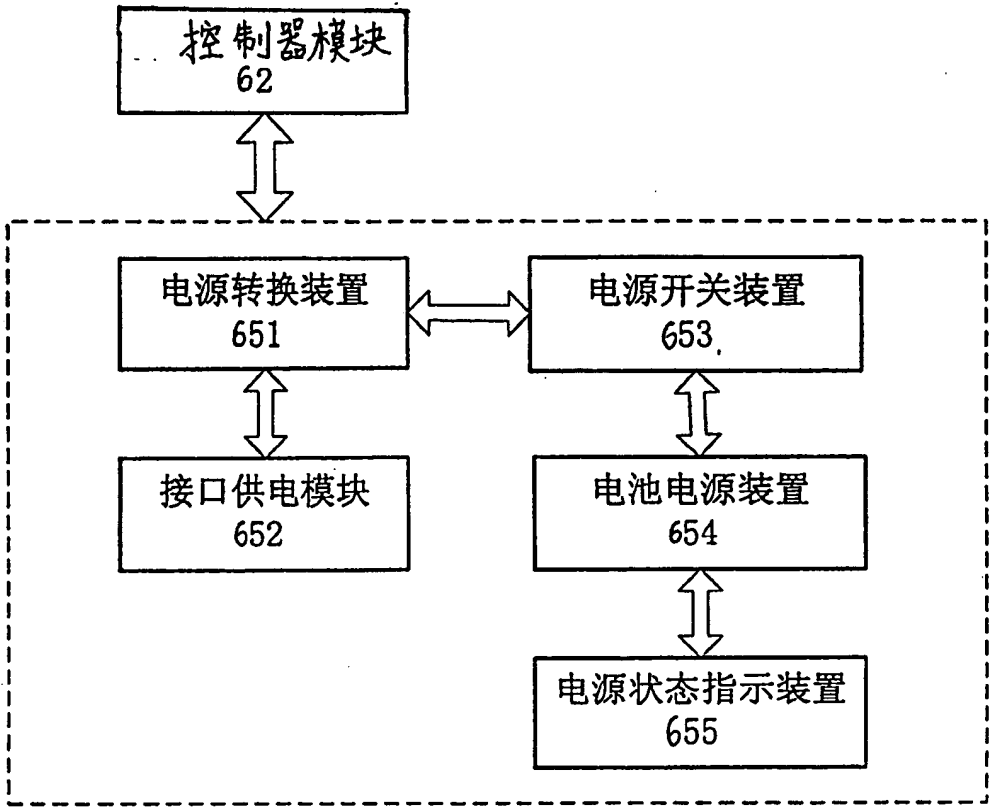 控制器模块
62
电源转换装置
651
电源开关装置
653
接口供电模块
652
电池电源装置
654
电源状态指示装置
655